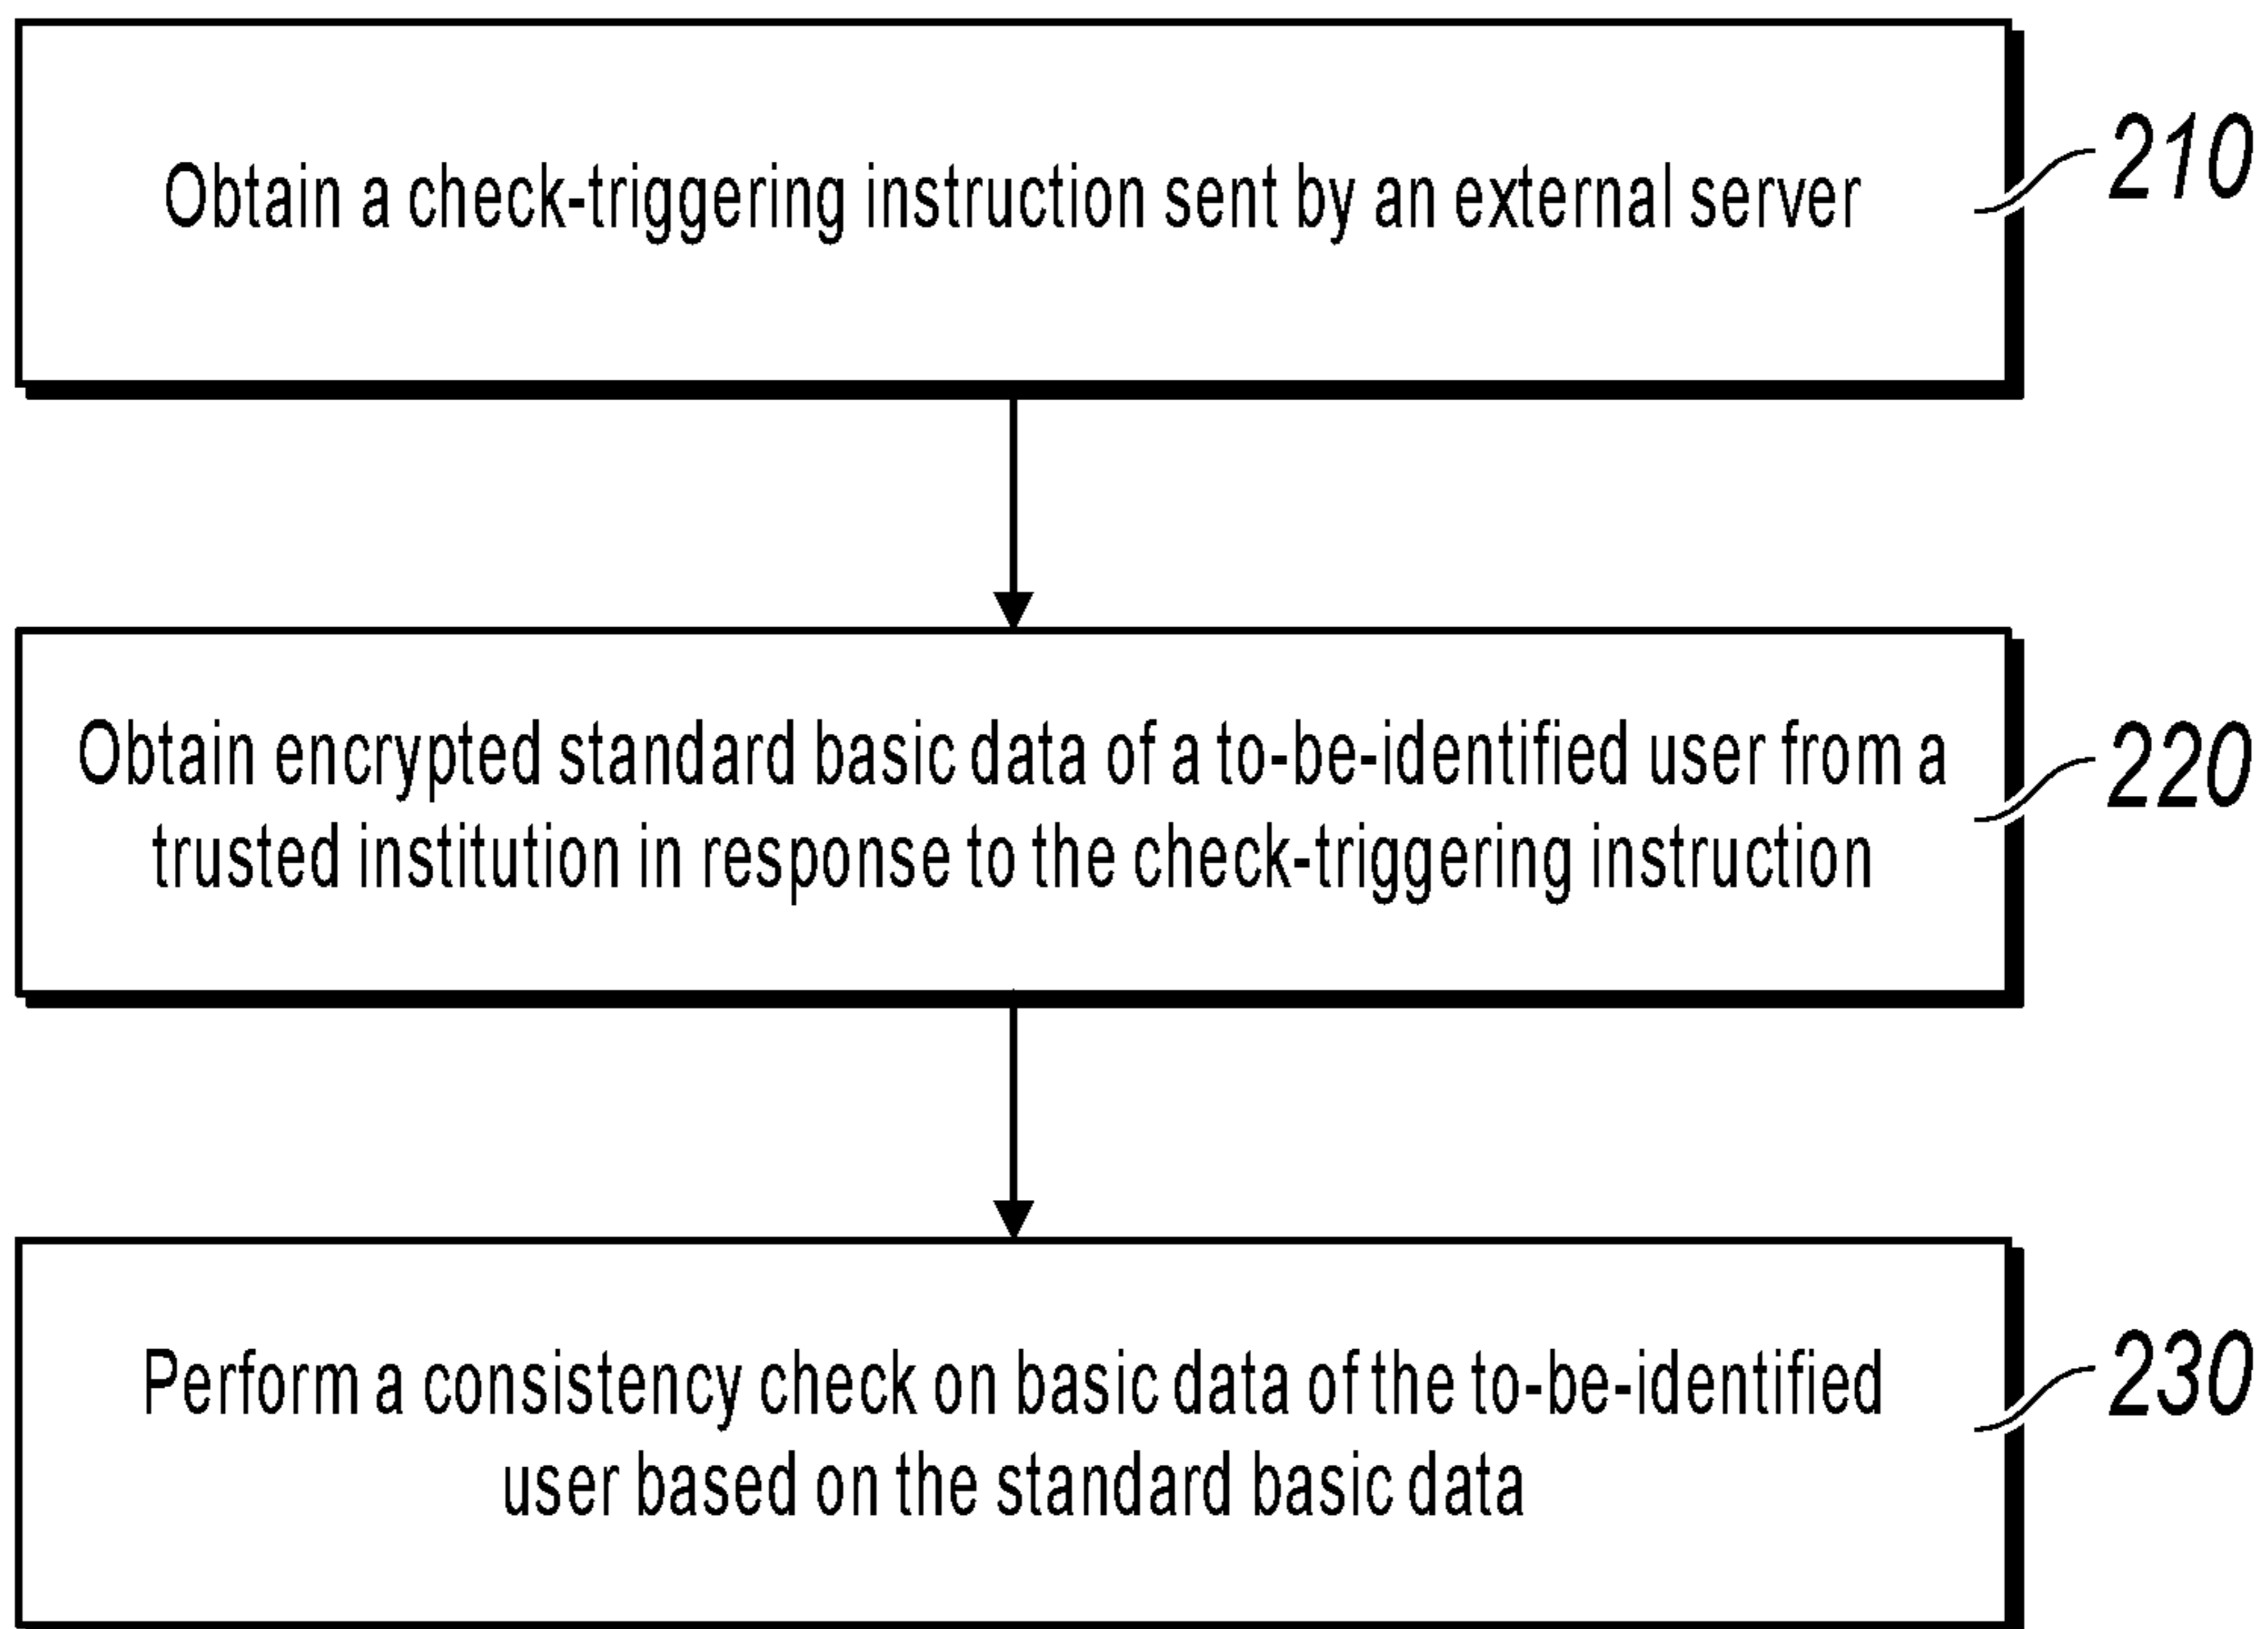 Obtain a check-triggering instruction sent by an external server
210
Obtain encrypted standard basic data of a to-be-identified user from a
trusted institution in response to the check-triggering instruction
220
Perform a consistency check on basic data of the to-be-identified
user based on the standard basic data
230